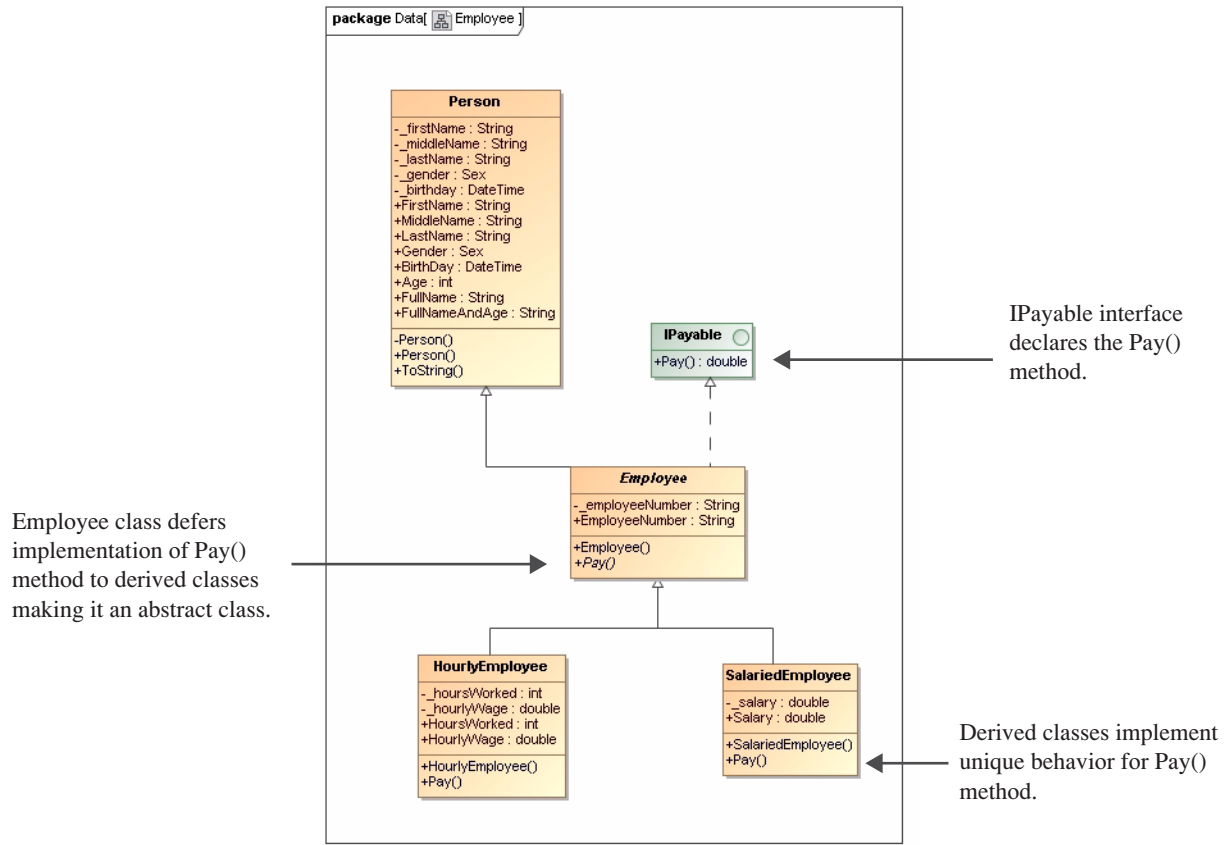 package Data[ Employee ]
Person
-_firstName : String
-_middleName : String
-_lastName : String
-_gender : Sex
-_birthday : DateTime
+FirstName : String
+MiddleName : String
+LastName : String
+Gender : Sex
+BirthDay : DateTime
+Age : int
+FullName : String
+FullNameAndAge : String
-Person()
+Person()
+ToString()
IPayable
+Pay() : double
IPayable interface
declares the Pay()
method.
Employee
-_employeeNumber : String
+EmployeeNumber : String
+Employee()
+Pay()
Employee class defers
implementation of Pay()
method to derived classes
making it an abstract class.
HourlyEmployee
-_hoursWorked : int
-_hourlyWage : double
+HoursWorked : int
+HourlyWage : double
+HourlyEmployee()
+Pay()
SalariedEmployee
-_salary : double
+Salary : double
+SalariedEmployee()
+Pay()
Derived classes implement
unique behavior for Pay()
method.